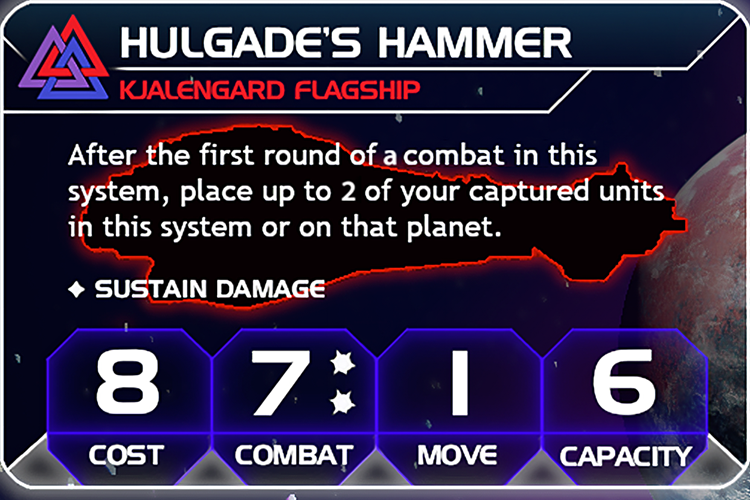 HULGADE'S HAMMER
KJALENGARD FLAGSHIP
After the first round of a combat in this
system, place up to 2 of your captured units
in this system or on that planet.
SUSTAIN DAMAGE
8 7 1 6
COST COMBAT MOVE CAPACITY